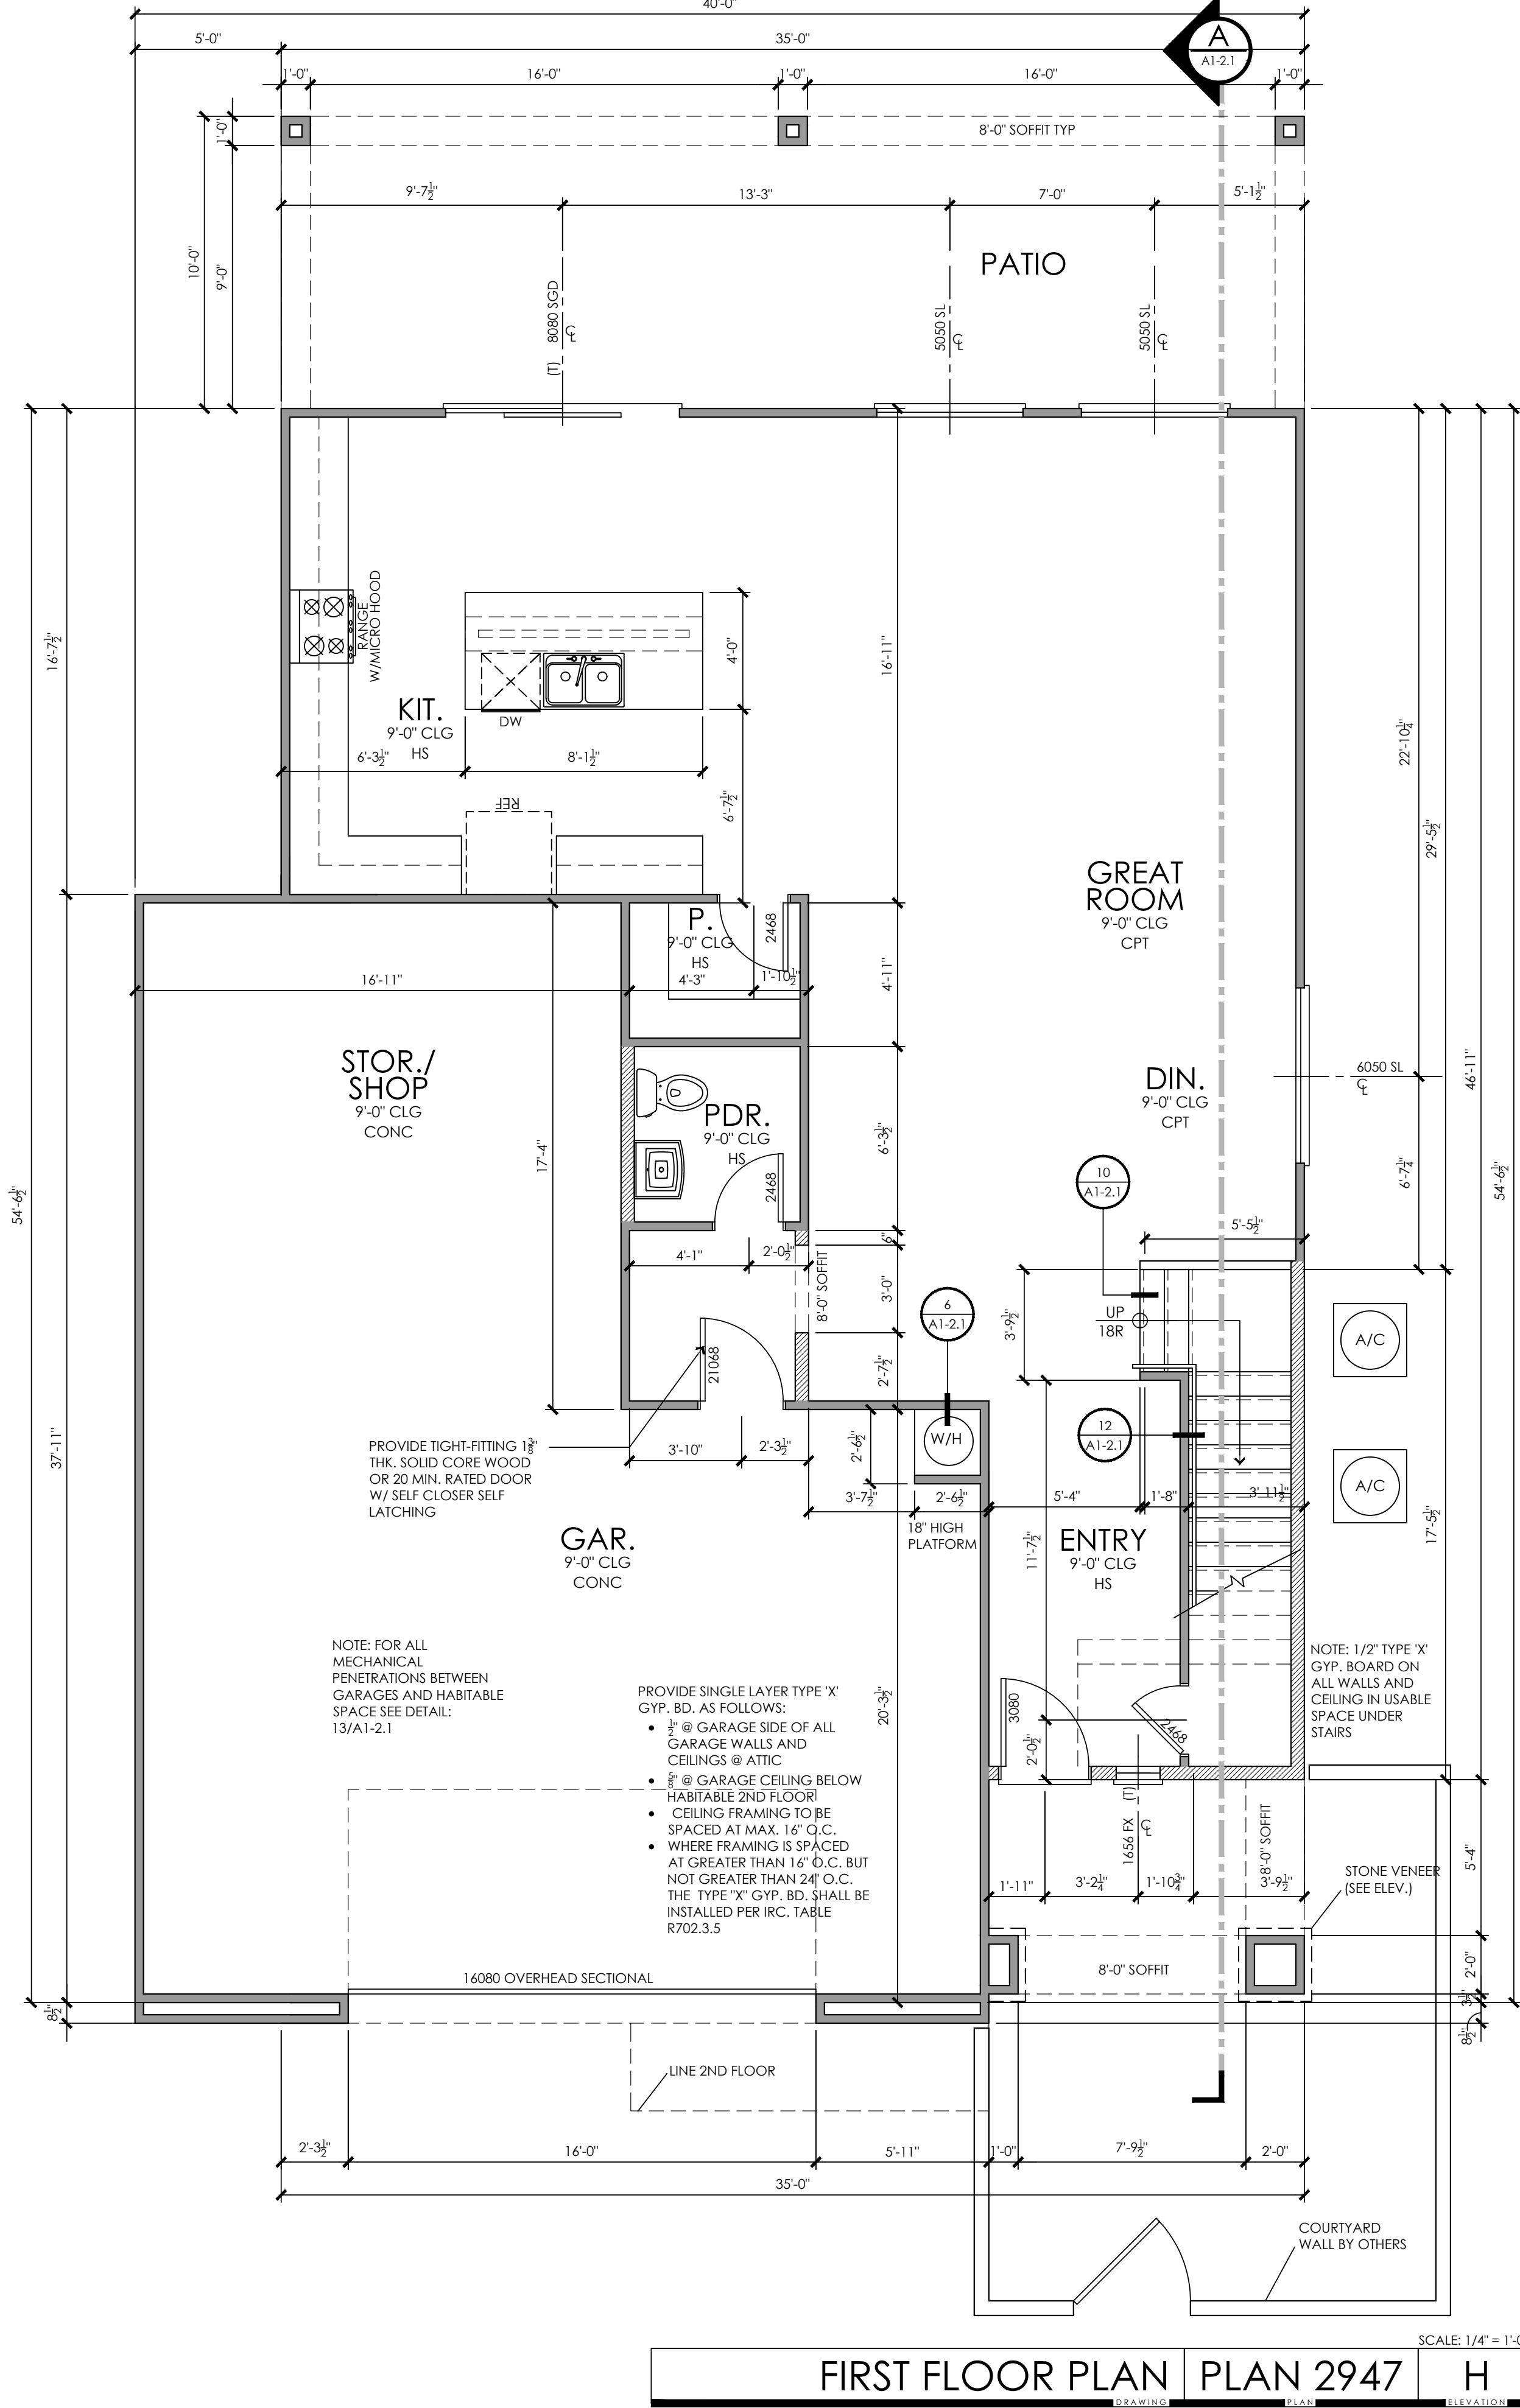 40'-0"
5'-0"
35'-0"
A
A1-2.1
1'-0"
16'-0"
1'-0"
16'-0"
1'-0"
1'-0"
8'-0" SOFFIT TYP
9'-7½"
13'-3"
7'-0"
5'-1½"
10'-0"
9'-0"
PATIO
(T) 8080 SGD
5050 SL
5050 SL
RANGE
W/MICRO HOOD
16'-7½"
4'-0"
16'-11"
KIT.
9'-0" CLG
HS
DW
22'-10¼"
6'-3½"
8'-1½"
6'-7½"
REF
29'-5½"
GREAT
ROOM
9'-0" CLG
CPT
P.
9'-0" CLG
HS
2468
16'-11"
4'-3"
1'-10½"
4'-11"
STOR./
SHOP
9'-0" CLG
CONC
46'-11"
6050 SL
DIN.
9'-0" CLG
CPT
PDR.
9'-0" CLG
HS
2468
17'-4"
6'-3½"
6'-7¼"
54'-6½"
54'-6½"
10
A1-2.1
5'-5½"
4'-1"
2'-0½"
6"
8'-0" SOFFIT
3'-0"
6
A1-2.1
3'-9½"
UP
18R
A/C
21068
2'-7½"
PROVIDE TIGHT-FITTING 1⅜"
THK. SOLID CORE WOOD
OR 20 MIN. RATED DOOR
W/ SELF CLOSER SELF
LATCHING
37'-11"
3'-10"
2'-3½"
2'-6½"
W/H
12
A1-2.1
A/C
3'-7½"
2'-6½"
5'-4"
1'-8"
3'-11½"
18" HIGH
PLATFORM
17'-5½"
GAR.
9'-0" CLG
CONC
11'-7½"
ENTRY
9'-0" CLG
HS
NOTE: FOR ALL
MECHANICAL
PENETRATIONS BETWEEN
GARAGES AND HABITABLE
SPACE SEE DETAIL:
13/A1-2.1
NOTE: 1/2" TYPE 'X'
GYP. BOARD ON
ALL WALLS AND
CEILING IN USABLE
SPACE UNDER
STAIRS
PROVIDE SINGLE LAYER TYPE 'X'
GYP. BD. AS FOLLOWS:
• ½" @ GARAGE SIDE OF ALL
GARAGE WALLS AND
CEILINGS @ ATTIC
• ⅝" @ GARAGE CEILING BELOW
HABITABLE 2ND FLOOR
• CEILING FRAMING TO BE
SPACED AT MAX. 16" O.C.
• WHERE FRAMING IS SPACED
AT GREATER THAN 16" O.C. BUT
NOT GREATER THAN 24" O.C.
THE TYPE "X" GYP. BD. SHALL BE
INSTALLED PER IRC. TABLE
R702.3.5
20'-3½"
3080
2468
2'-0½"
1656 FX (T)
8'-0" SOFFIT
5'-4"
1'-11"
3'-2¼"
1'-10¾"
3'-9½"
STONE VENEER
(SEE ELEV.)
8'-0" SOFFIT
2'-0"
16080 OVERHEAD SECTIONAL
8½"
3½"
8½"
LINE 2ND FLOOR
2'-3½"
16'-0"
5'-11"
1'-0"
7'-9½"
2'-0"
35'-0"
COURTYARD
WALL BY OTHERS
SCALE: 1/4" = 1'-0
FIRST FLOOR PLAN
PLAN 2947
H
DRAWING
PLAN
ELEVATION